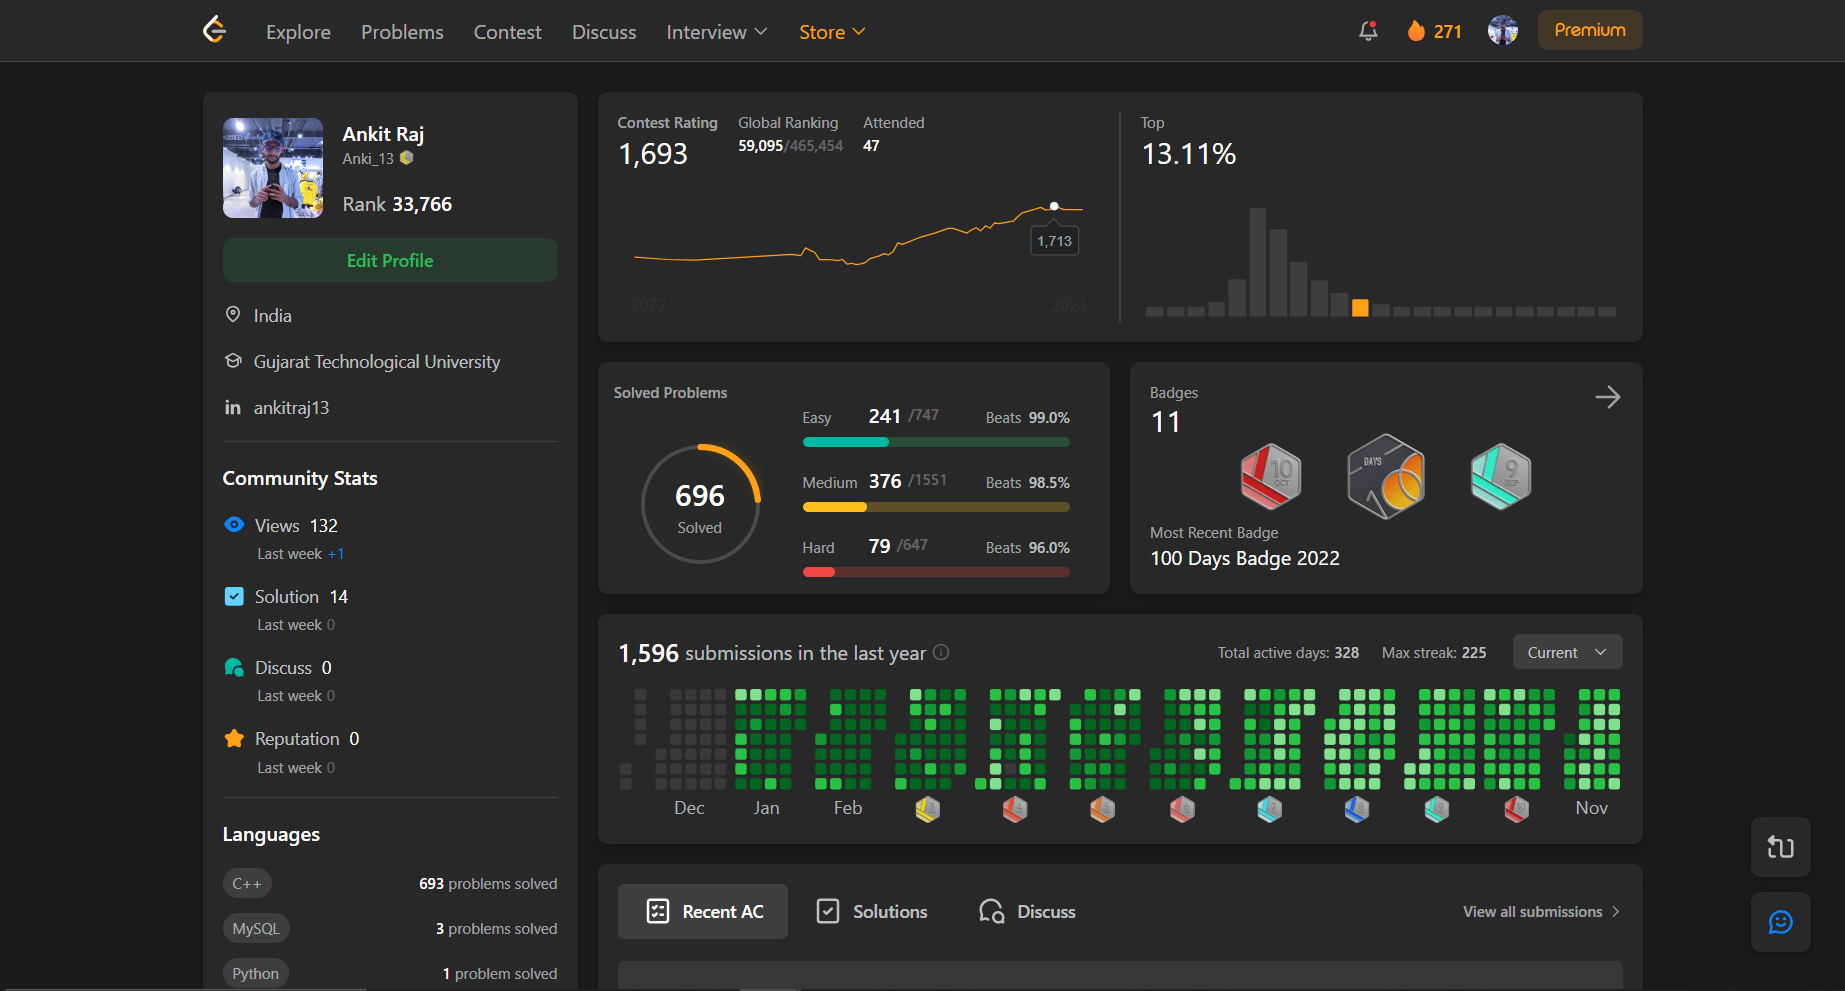 Explore Problems Contest Discuss Interview Store
271 Premium
Ankit Raj
Anki_13
Rank 33,766
Edit Profile
India
Gujarat Technological University
in ankitraj13
Community Stats
Views 132
Last week +1
Solution 14
Last week 0
Discuss 0
Last week 0
Reputation 0
Last week 0
Languages
C++ 693 problems solved
MySQL 3 problems solved
Python 1 problem solved
Contest Rating Global Ranking Attended
1,693 59,095/465,454 47
1,713
2022 2023
Top
13.11%
Solved Problems
696
Solved
Easy 241 /747 Beats 99.0%
Medium 376 /1551 Beats 98.5%
Hard 79 /647 Beats 96.0%
Badges
11
10
OCT
DAYS
9
SEP
Most Recent Badge
100 Days Badge 2022
1,596 submissions in the last year Total active days: 328 Max streak: 225 Current
Dec Jan Feb Nov
Recent AC Solutions Discuss View all submissions